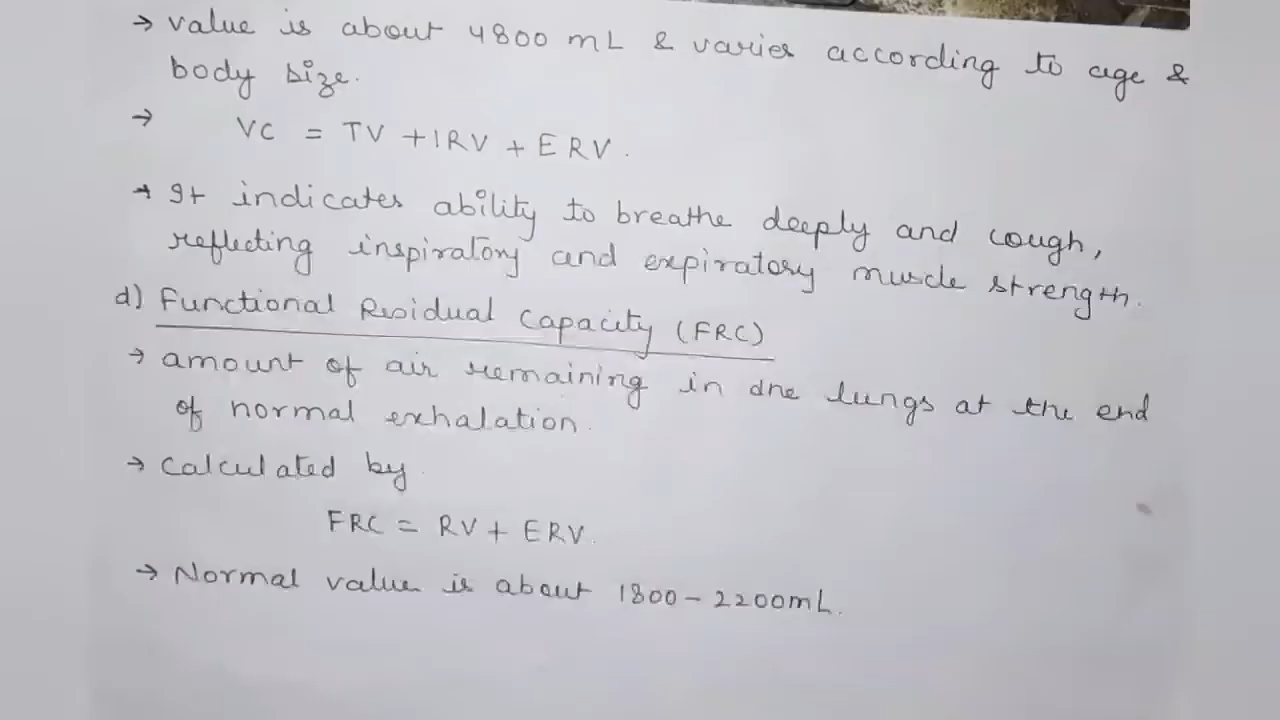 → value is about 4800 mL & varies according to age &
body size.
→ VC = TV + IRV + ERV.
→ It indicates ability to breathe deeply and cough,
reflecting inspiratory and expiratory muscle strength.
d) Functional Residual Capacity (FRC)
→ amount of air remaining in the lungs at the end
of normal exhalation.
→ calculated by
FRC = RV + ERV.
→ Normal value is about 1800 - 2200mL.